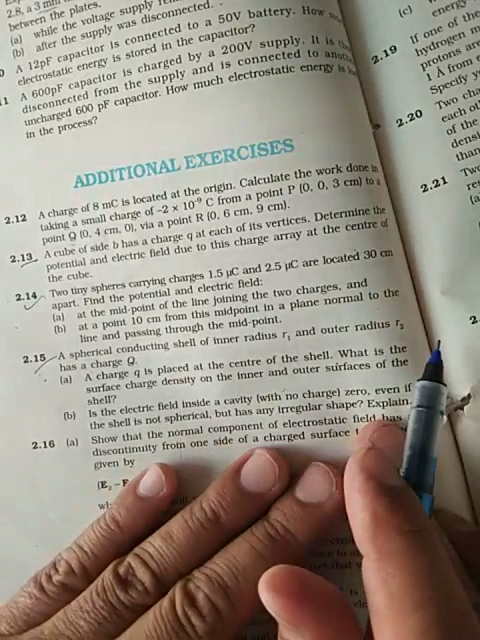 2.8, a 3 mm
between the plates,
(a) while the voltage supply
(b) after the supply was disconnected.
A 12pF capacitor is connected to a 50V battery. How
electrostatic energy is stored in the capacitor?
A 600pF capacitor is charged by a 200V supply. It is
disconnected from the supply and is connected to
uncharged 600 pF capacitor. How much electrostatic energy is
in the process?
ADDITIONAL EXERCISES
2.12 A charge of 8 mC is located at the origin. Calculate the work done in
taking a small charge of –2 × 10⁻⁹ C from a point P (0, 0, 3 cm) to a
point Q (0, 4 cm, 0), via a point R (0, 6 cm, 9 cm).
2.13 A cube of side b has a charge q at each of its vertices. Determine the
potential and electric field due to this charge array at the centre of
the cube.
2.14 Two tiny spheres carrying charges 1.5 μC and 2.5 μC are located 30 cm
apart. Find the potential and electric field:
(a) at the mid-point of the line joining the two charges, and
(b) at a point 10 cm from this midpoint in a plane normal to the
line and passing through the mid-point.
2.15 A spherical conducting shell of inner radius r₁ and outer radius r₂
has a charge Q.
(a) A charge q is placed at the centre of the shell. What is the
surface charge density on the inner and outer surfaces of the
shell?
(b) Is the electric field inside a cavity (with no charge) zero, even if
the shell is not spherical, but has any irregular shape? Explain.
2.16 (a) Show that the normal component of electrostatic field has
discontinuity from one side of a charged surface
given by
(E₂ –
(c)
energy
2.19 If one of the
hydrogen
protons are
1 Å from
Specify
2.20 Two
each
of the
than
2.21 Two
(a)
2.